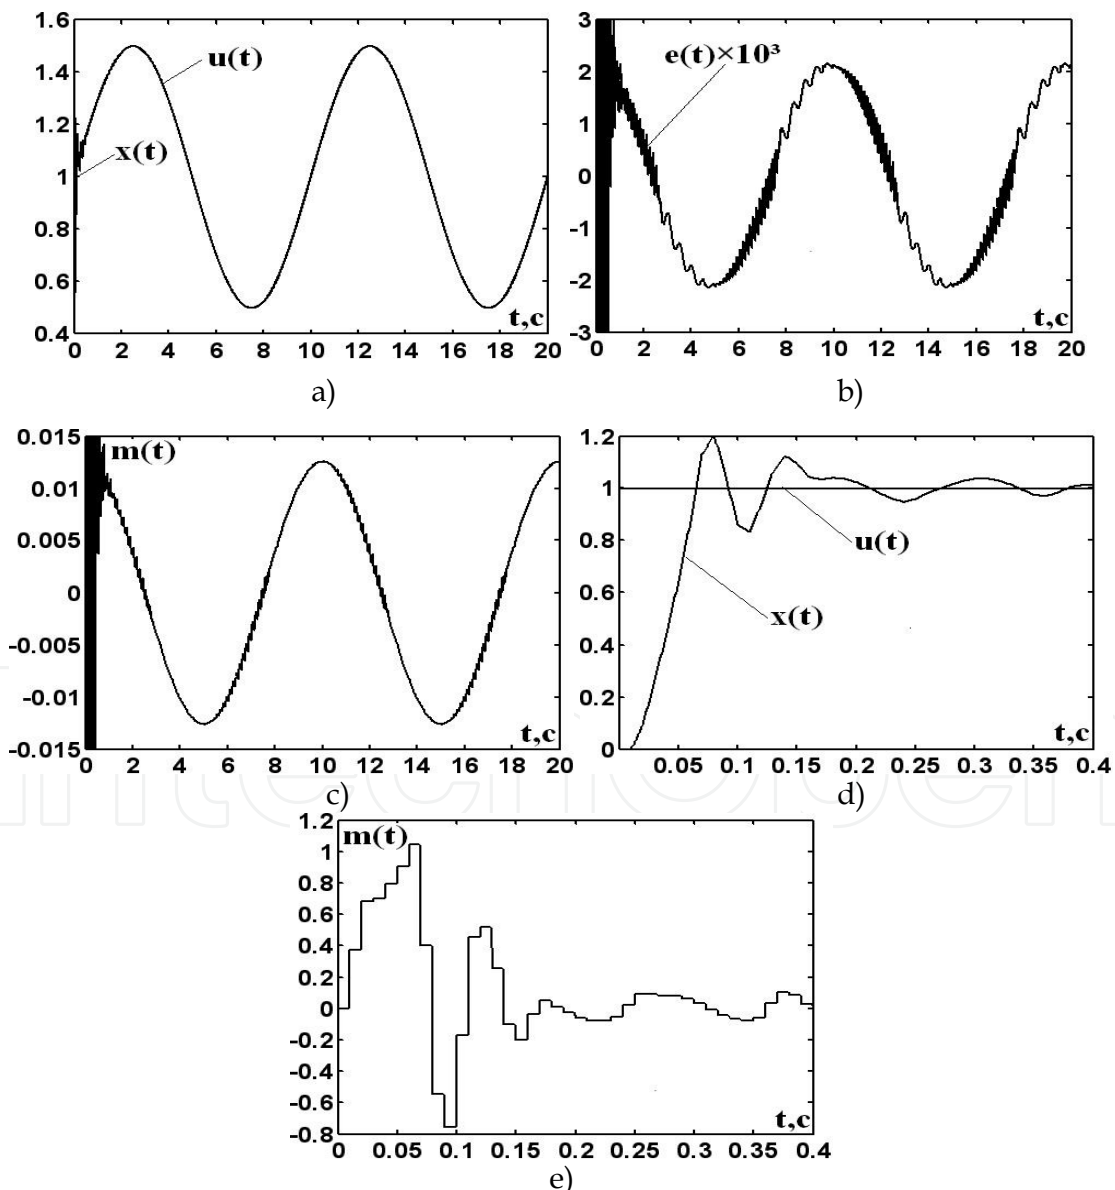 1.6
1.4
1.2
1
0.8
0.6
0.4
u(t)
x(t)
t,c
0 2 4 6 8 10 12 14 16 18 20
a)
3
2
1
0
-1
-2
-3
e(t)×10³
t,c
0 2 4 6 8 10 12 14 16 18 20
b)
0.015
0.01
0.005
0
-0.005
-0.01
-0.015
m(t)
t,c
0 2 4 6 8 10 12 14 16 18 20
c)
1.2
1
0.8
0.6
0.4
0.2
0
u(t)
x(t)
t,c
0.05 0.1 0.15 0.2 0.25 0.3 0.35 0.4
d)
intechopen
1.2
1
0.8
0.6
0.4
0.2
0
-0.2
-0.4
-0.6
-0.8
m(t)
t,c
0 0.05 0.1 0.15 0.2 0.25 0.3 0.35 0.4
e)